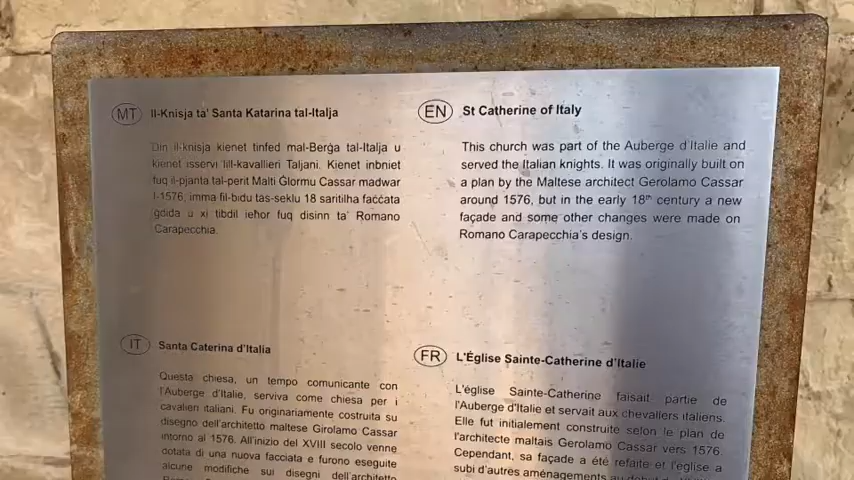 MT Il-Knisja ta' Santa Katarina tal-Italja
Din il-knisja kienet tinfed mal-Berġa tal-Italja u
kienet isservi lill-kavallieri Taljani. Kienet inbniet
fuq il-pjanta tal-perit Malti Ġlormu Cassar madwar
l-1576, imma fil-bidu tas-seklu 18 saritilha faċċata
ġdida u xi tibdil ieħor fuq disinn ta' Romano
Carapecchia.
EN St Catherine of Italy
This church was part of the Auberge d'Italie and
served the Italian knights. It was originally built on
a plan by the Maltese architect Gerolamo Cassar
around 1576, but in the early 18th century a new
façade and some other changes were made on
Romano Carapecchia's design.
IT Santa Caterina d'Italia
Questa chiesa, un tempo comunicante con
l'Auberge d'Italie, serviva come chiesa per i
cavalieri italiani. Fu originariamente costruita su
disegno dell'architetto maltese Girolamo Cassar
intorno al 1576. All'inizio del XVIII secolo venne
dotata di una nuova facciata e furono eseguite
alcune modifiche sui disegni dell'architetto
FR L'Église Sainte-Catherine d'Italie
L'église Sainte-Catherine faisait partie de
l'Auberge d'Italie et servait aux chevaliers italiens.
Elle fut initialement construite selon le plan de
l'architecte maltais Gerolamo Cassar vers 1576.
Cependant, sa façade a été refaite et l'église a
subi d'autres aménagements au début